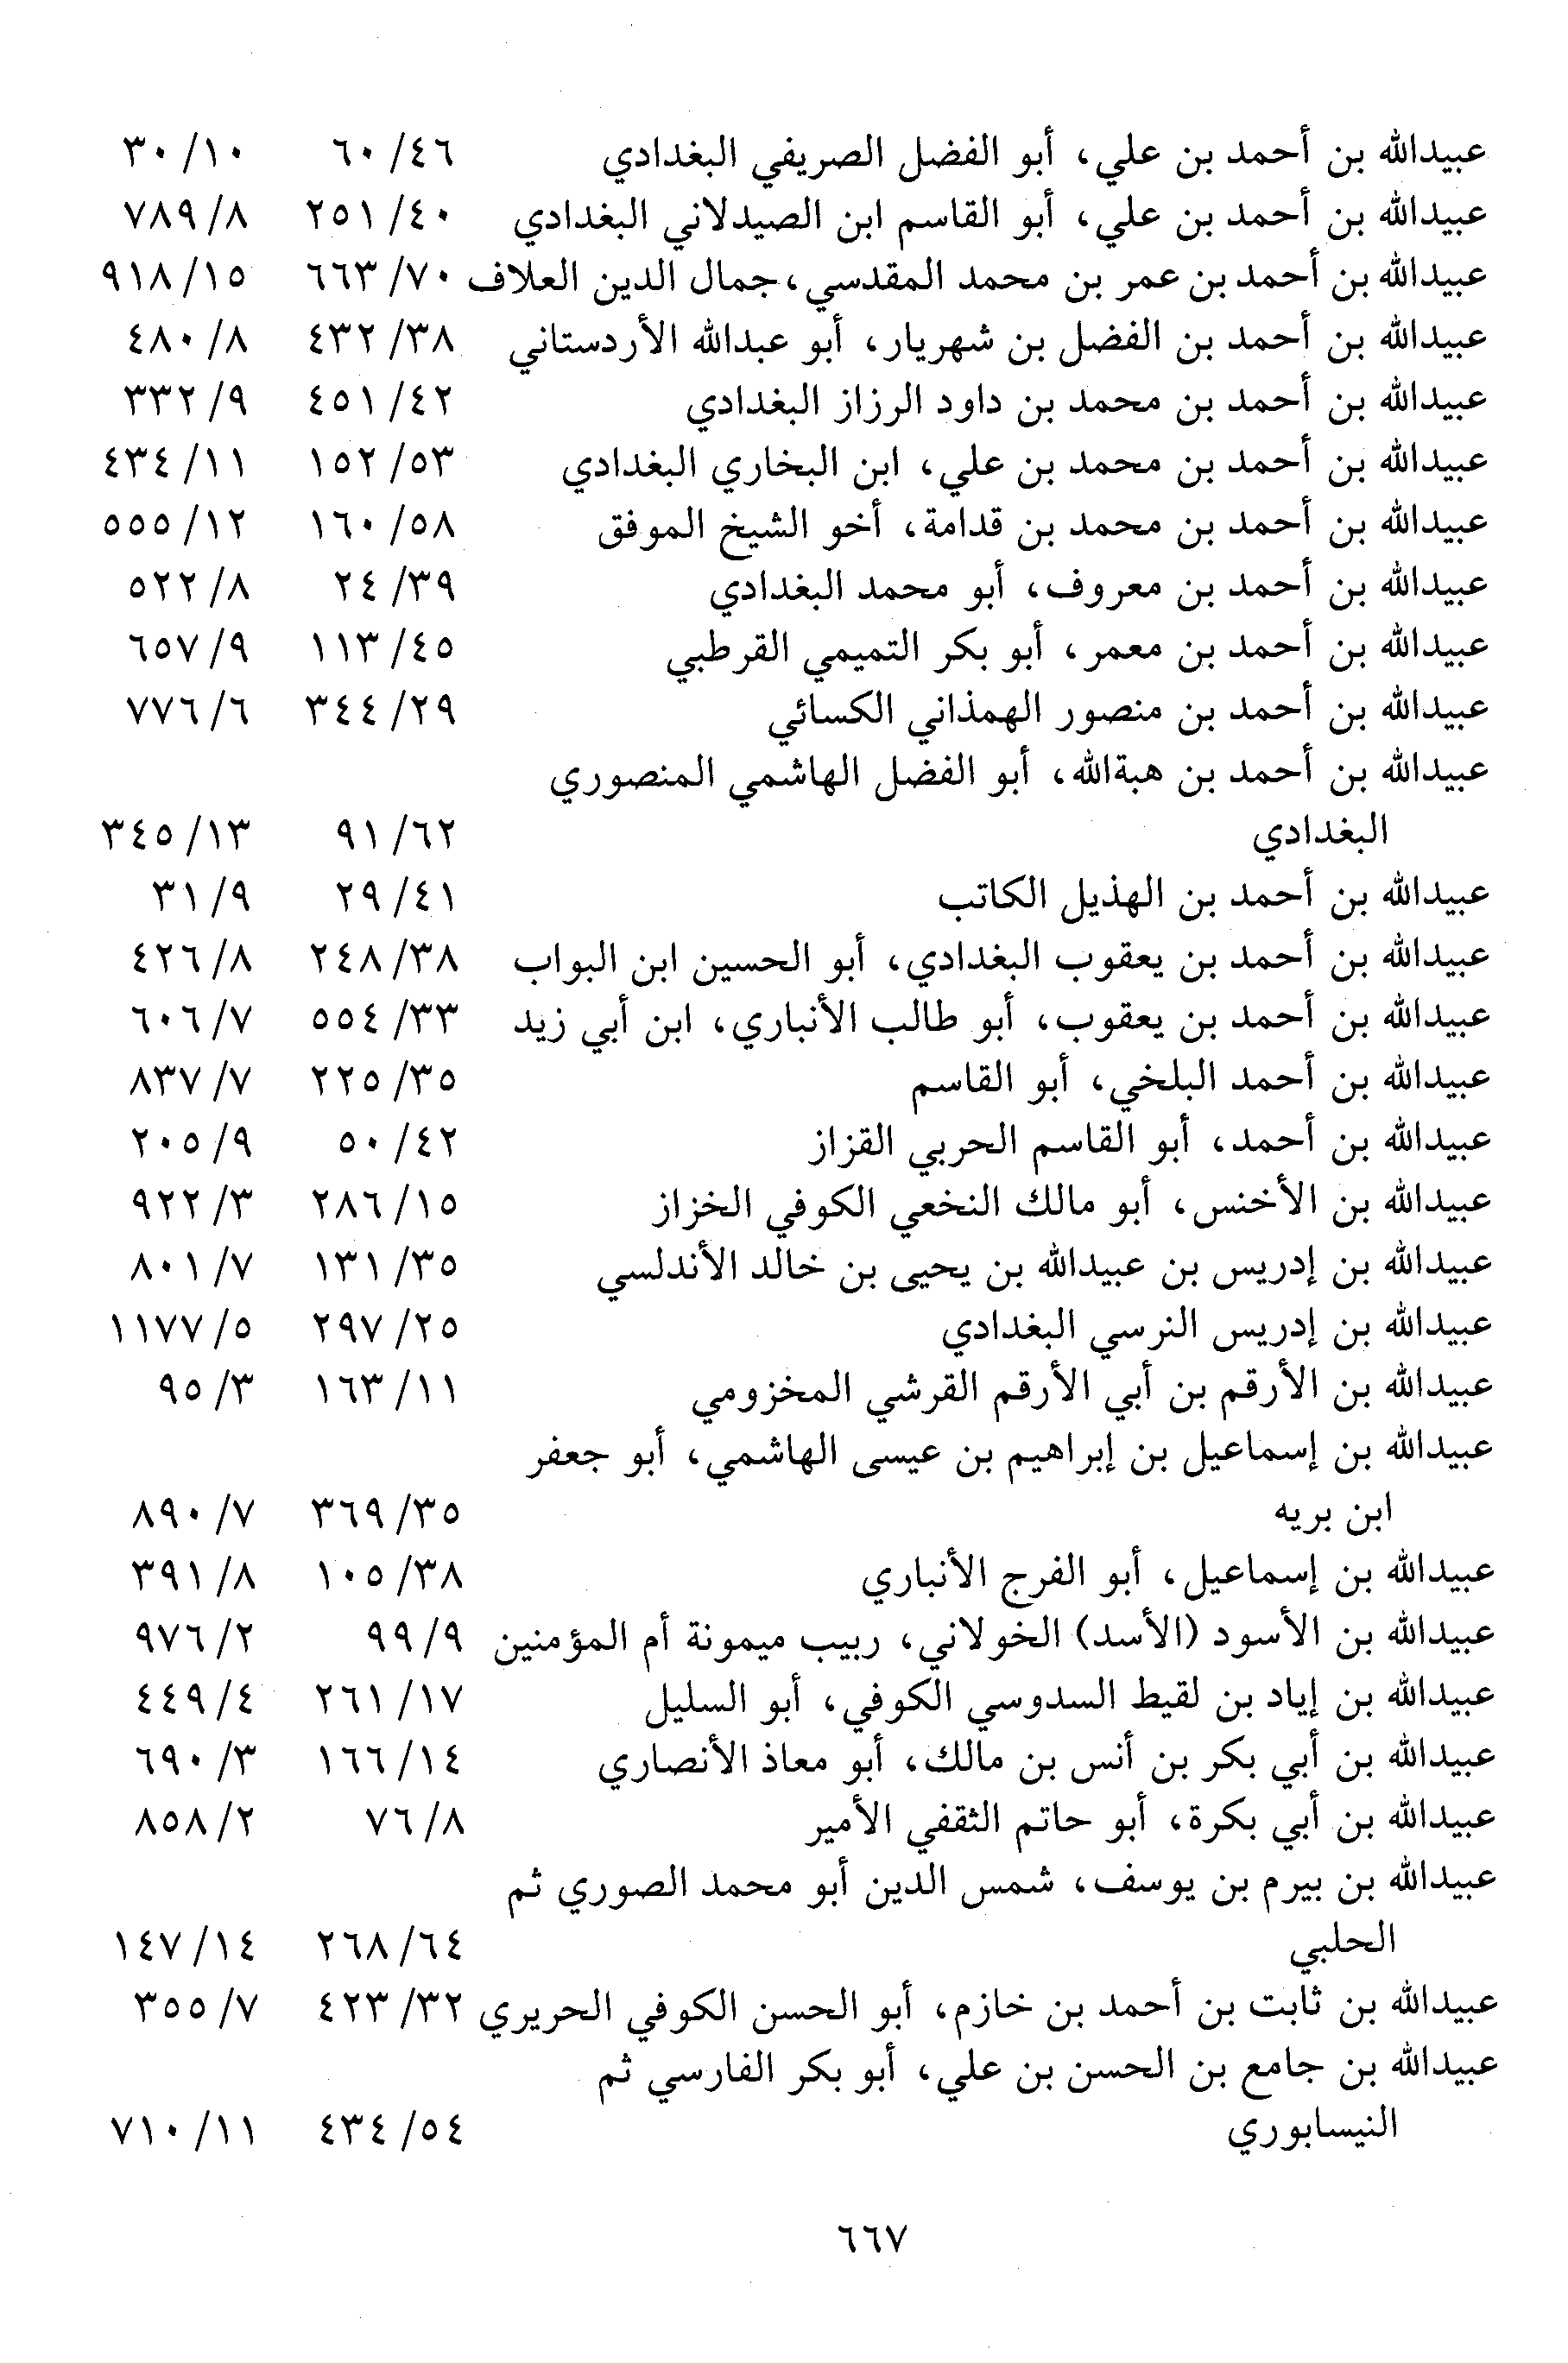 عبيدالله بن أحمد بن علي، أبو الفضل الصريفي البغدادي ٤٦/ ٦٠ ١٠/ ٣٠
عبيدالله بن أحمد بن علي، أبو القاسم ابن الصيدلاني البغدادي ٤٠/ ٢٥١ ٨/ ٧٨٩
عبيدالله بن أحمد بن عمر بن محمد المقدسي، جمال الدين العلاف ٧٠/ ٦٦٣ ١٥/ ٩١٨
عبيدالله بن أحمد بن الفضل بن شهريار، أبو عبدالله الأردستاني ٣٨/ ٤٣٢ ٨/ ٤٨٠
عبيدالله بن أحمد بن محمد بن داود الرزاز البغدادي ٤٢/ ٤٥١ ٩/ ٣٣٢
عبيدالله بن أحمد بن محمد بن علي، ابن البخاري البغدادي ٥٣/ ١٥٢ ١١/ ٤٣٤
عبيدالله بن أحمد بن محمد بن قدامة، أخو الشيخ الموفق ٥٨/ ١٦٠ ١٢/ ٥٥٥
عبيدالله بن أحمد بن معروف، أبو محمد البغدادي ٣٩/ ٢٤ ٨/ ٥٢٢
عبيدالله بن أحمد بن معمر، أبو بكر التميمي القرطبي ٤٥/ ١١٣ ٩/ ٦٥٧
عبيدالله بن أحمد بن منصور الهمذاني الكسائي ٢٩/ ٣٤٤ ٦/ ٧٧٦
عبيدالله بن أحمد بن هبةالله، أبو الفضل الهاشمي المنصوري
البغدادي ٦٢/ ٩١ ١٣/ ٣٤٥
عبيدالله بن أحمد بن الهذيل الكاتب ٤١/ ٢٩ ٩/ ٣١
عبيدالله بن أحمد بن يعقوب البغدادي، أبو الحسين ابن البواب ٣٨/ ٢٤٨ ٨/ ٤٢٦
عبيدالله بن أحمد بن يعقوب، أبو طالب الأنباري، ابن أبي زيد ٣٣/ ٥٥٤ ٧/ ٦٠٦
عبيدالله بن أحمد البلخي، أبو القاسم ٣٥/ ٢٢٥ ٧/ ٨٣٧
عبيدالله بن أحمد، أبو القاسم الحربي القزاز ٤٢/ ٥٠ ٩/ ٢٠٥
عبيدالله بن الأخنس، أبو مالك النخعي الكوفي الخزاز ١٥/ ٢٨٦ ٣/ ٩٢٢
عبيدالله بن إدريس بن عبيدالله بن يحيى بن خالد الأندلسي ٣٥/ ١٣١ ٧/ ٨٠١
عبيدالله بن إدريس النرسي البغدادي ٢٥/ ٢٩٧ ٥/ ١١٧٧
عبيدالله بن الأرقم بن أبي الأرقم القرشي المخزومي ١١/ ١٦٣ ٣/ ٩٥
عبيدالله بن إسماعيل بن إبراهيم بن عيسى الهاشمي، أبو جعفر
ابن بريه ٣٥/ ٣٦٩ ٧/ ٨٩٠
عبيدالله بن إسماعيل، أبو الفرج الأنباري ٣٨/ ١٠٥ ٨/ ٣٩١
عبيدالله بن الأسود (الأسد) الخولاني، ربيب ميمونة أم المؤمنين ٩/ ٩٩ ٢/ ٩٧٦
عبيدالله بن إياد بن لقيط السدوسي الكوفي، أبو السليل ١٧/ ٢٦١ ٤/ ٤٤٩
عبيدالله بن أبي بكر بن أنس بن مالك، أبو معاذ الأنصاري ١٤/ ١٦٦ ٣/ ٦٩٠
عبيدالله بن أبي بكرة، أبو حاتم الثقفي الأمير ٨/ ٧٦ ٢/ ٨٥٨
عبيدالله بن بيرم بن يوسف، شمس الدين أبو محمد الصوري ثم
الحلبي ٦٤/ ٢٦٨ ١٤/ ١٤٧
عبيدالله بن ثابت بن أحمد بن خازم، أبو الحسن الكوفي الحريري ٣٢/ ٤٢٣ ٧/ ٣٥٥
عبيدالله بن جامع بن الحسن بن علي، أبو بكر الفارسي ثم
النيسابوري ٥٤/ ٤٣٤ ١١/ ٧١٠
٦٦٧